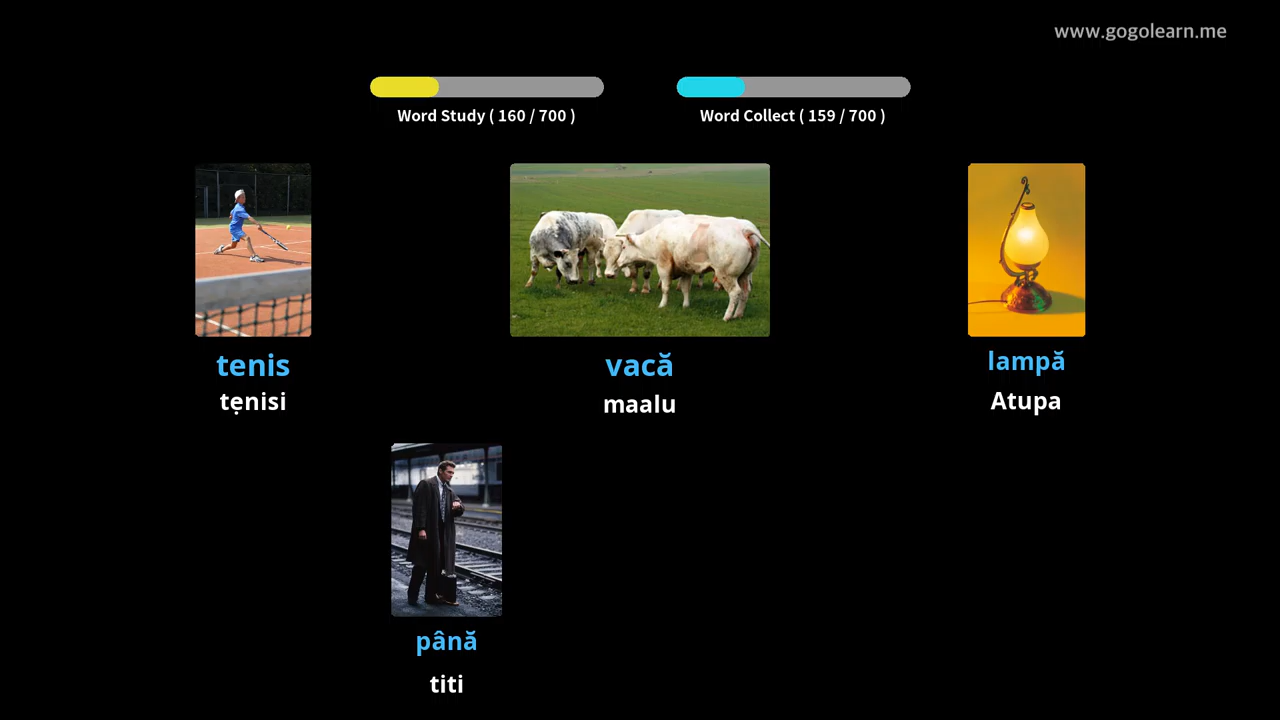 www.gogolearn.me
Word Study ( 160 / 700 )
Word Collect ( 159 / 700 )
tenis
tẹnisi
vacă
maalu
lampă
Atupa
până
titi